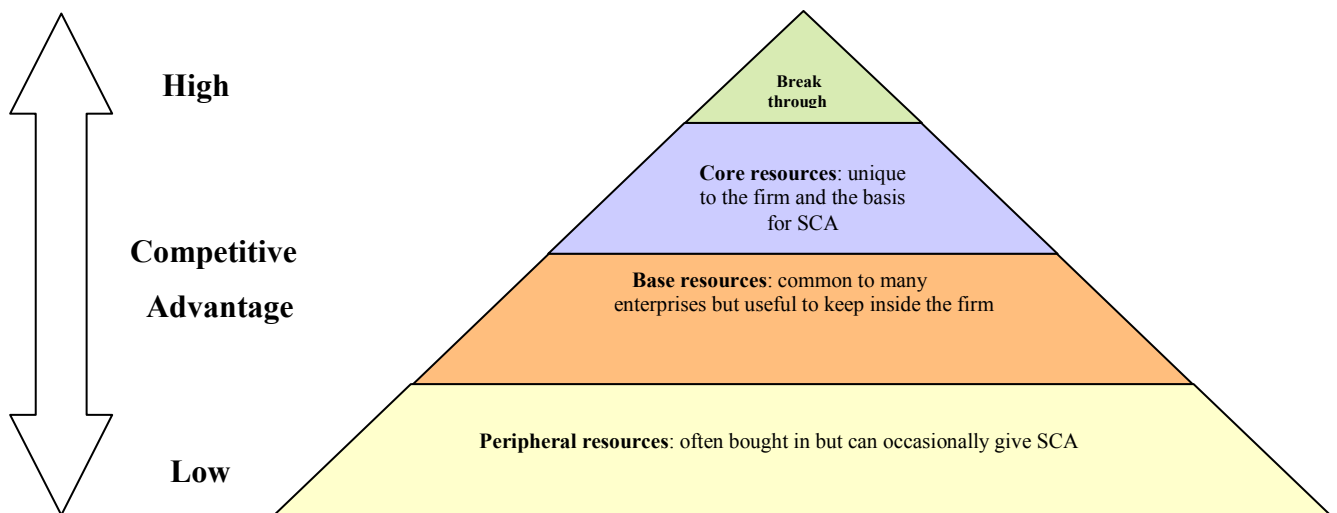 High
Competitive
Advantage
Low
Break
through
Core resources: unique
to the firm and the basis
for SCA
Base resources: common to many
enterprises but useful to keep inside the firm
Peripheral resources: often bought in but can occasionally give SCA